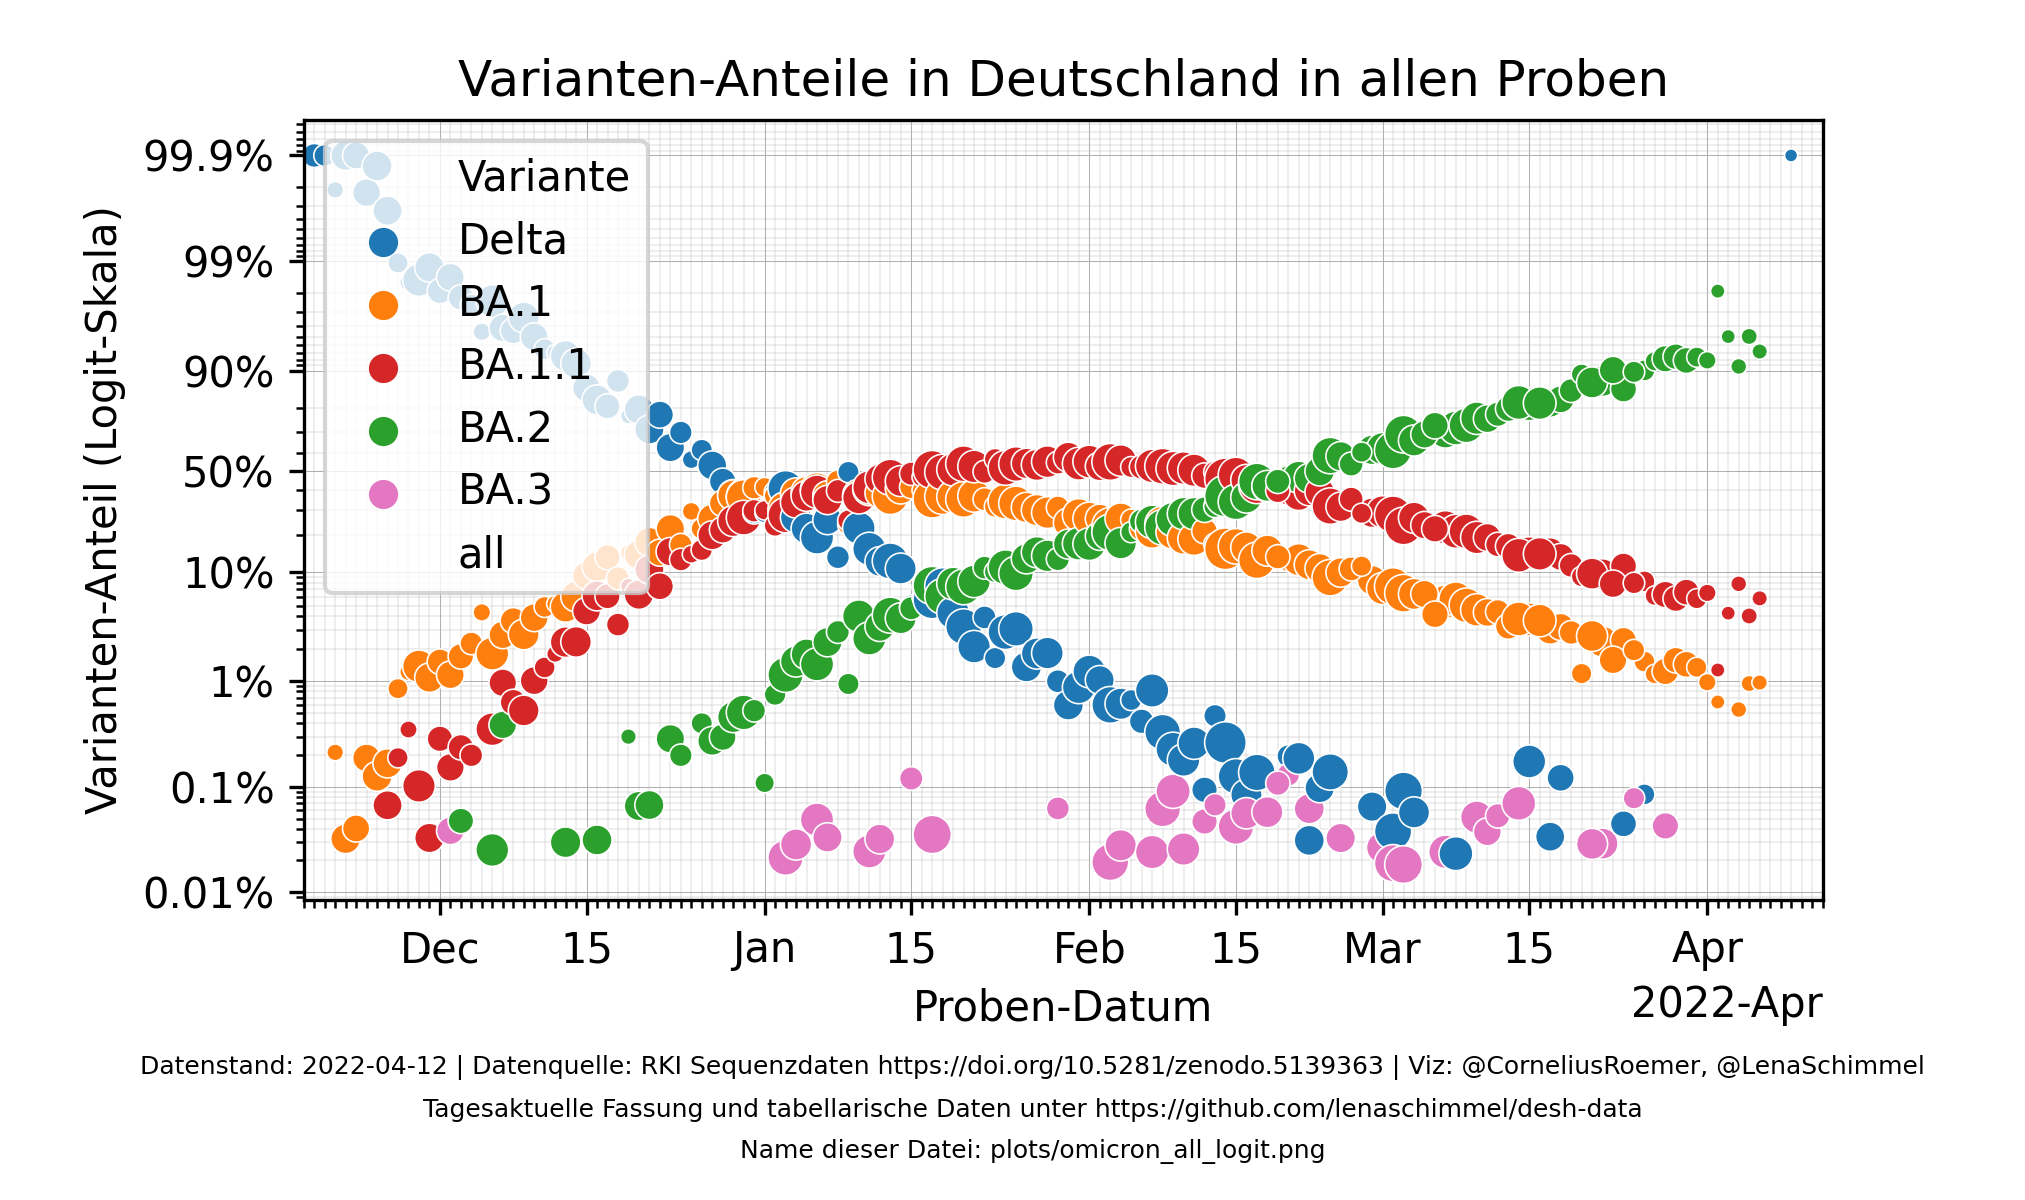 Varianten-Anteile in Deutschland in allen Proben
Varianten-Anteil (Logit-Skala)
99.9%
99%
90%
50%
10%
1%
0.1%
0.01%
Variante
Delta
BA.1
BA.1.1
BA.2
BA.3
all
Dec 15 Jan 15 Feb 15 Mar 15 Apr
Proben-Datum
2022-Apr
Datenstand: 2022-04-12 | Datenquelle: RKI Sequenzdaten https://doi.org/10.5281/zenodo.5139363 | Viz: @CorneliusRoemer, @LenaSchimmel
Tagesaktuelle Fassung und tabellarische Daten unter https://github.com/lenaschimmel/desh-data
Name dieser Datei: plots/omicron_all_logit.png